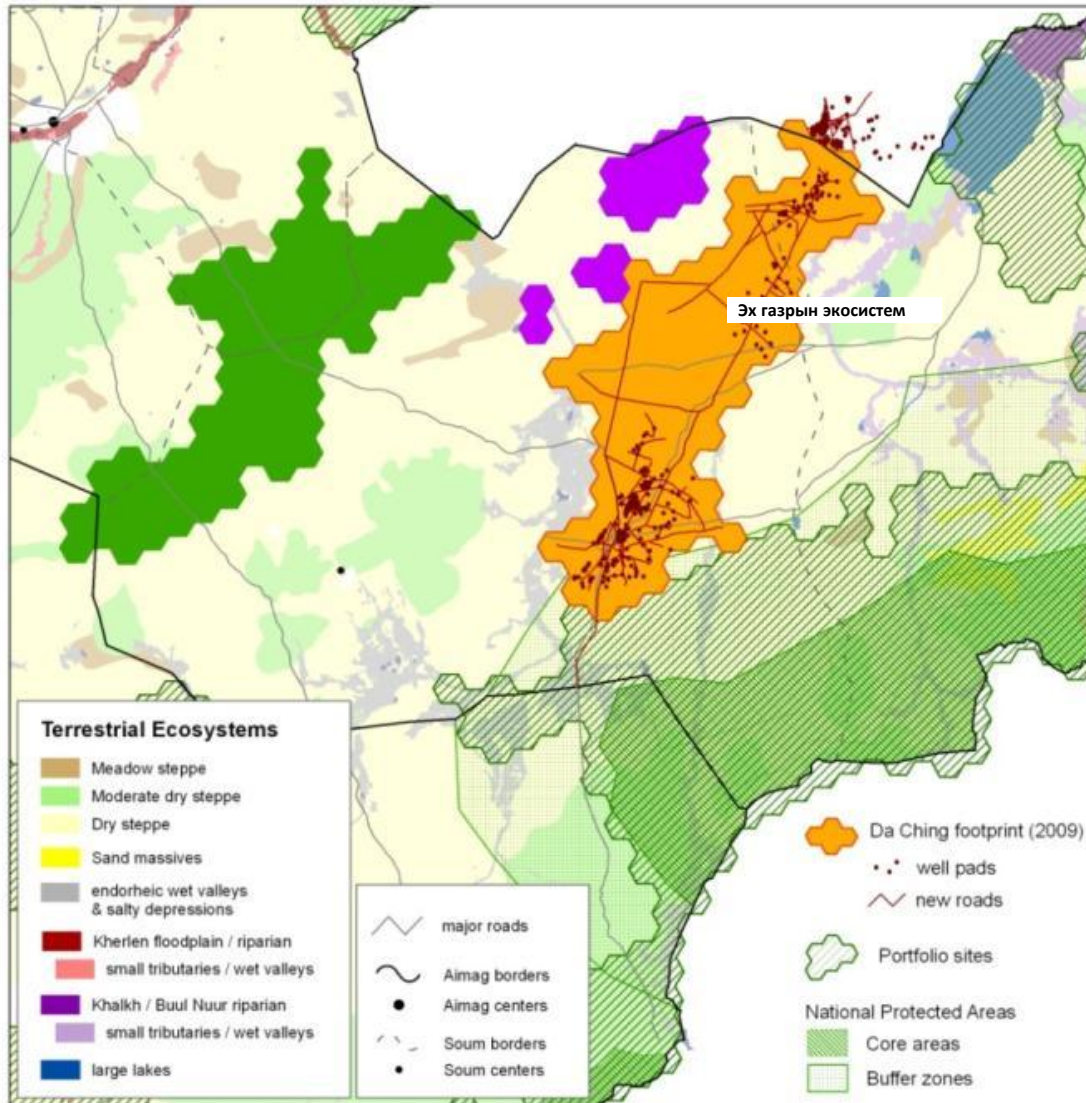 Эх газрын экосистем
Terrestrial Ecosystems
Meadow steppe
Moderate dry steppe
Dry steppe
Sand massives
endorheic wet valleys
& salty depressions
Kherlen floodplain / riparian
small tributaries / wet valleys
Khalkh / Buul Nuur riparian
small tributaries / wet valleys
large lakes
major roads
Aimag borders
Aimag centers
Soum borders
Soum centers
Da Ching footprint (2009)
well pads
new roads
Portfolio sites
National Protected Areas
Core areas
Buffer zones